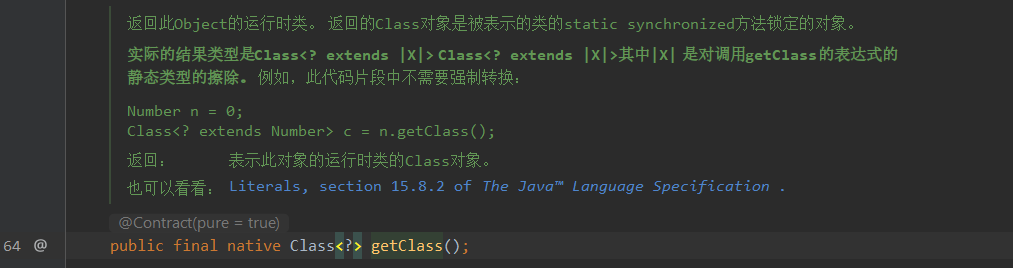 返回此Object的运行时类。 返回的Class对象是被表示的类的static synchronized方法锁定的对象。
实际的结果类型是Class<? extends |X|> Class<? extends |X|>其中|X| 是对调用getClass的表达式的
静态类型的擦除。例如，此代码片段中不需要强制转换：
Number n = 0;
Class<? extends Number> c = n.getClass();
返回： 表示此对象的运行时类的Class对象。
也可以看看： Literals, section 15.8.2 of The Java™ Language Specification .
@Contract(pure = true)
64 @ public final native Class<?> getClass();